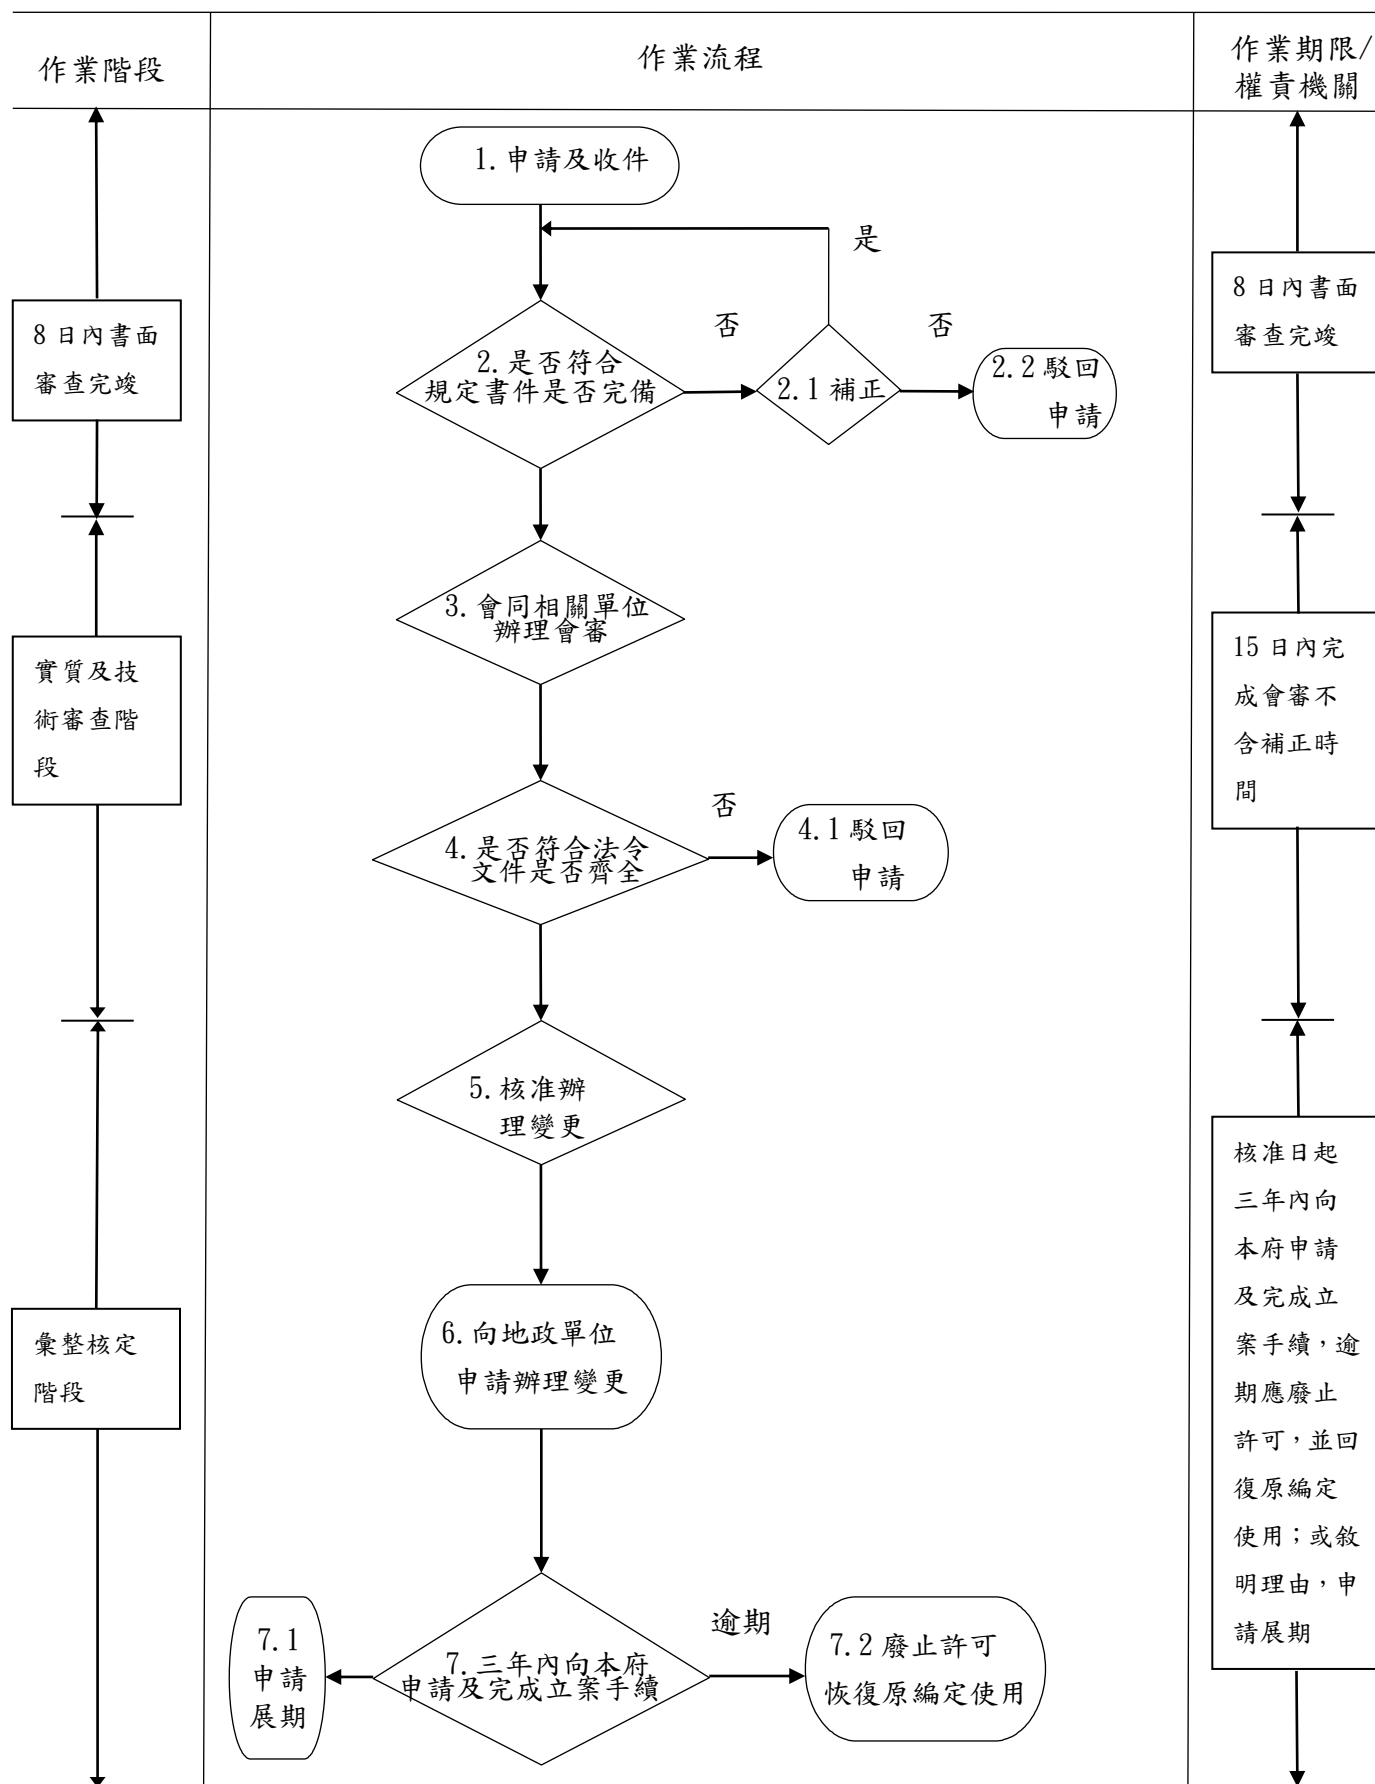 作業階段
作業流程
作業期限/
權責機關
1.申請及收件
是
8日內書面
審查完竣
2.是否符合
規定書件是否完備
否
2.1補正
否
2.2駁回
申請
8日內書面
審查完竣
3.會同相關單位
辦理會審
實質及技
術審查階
段
15日內完
成會審不
含補正時
間
4.是否符合法令
文件是否齊全
否
4.1駁回
申請
5.核准辦
理變更
6.向地政單位
申請辦理變更
彙整核定
階段
核准日起
三年內向
本府申請
及完成立
案手續,逾
期應廢止
許可,並回
復原編定
使用;或敘
明理由,申
請展期
7.三年內向本府
申請及完成立案手續
7.1
申請
展期
逾期
7.2廢止許可
恢復原編定使用